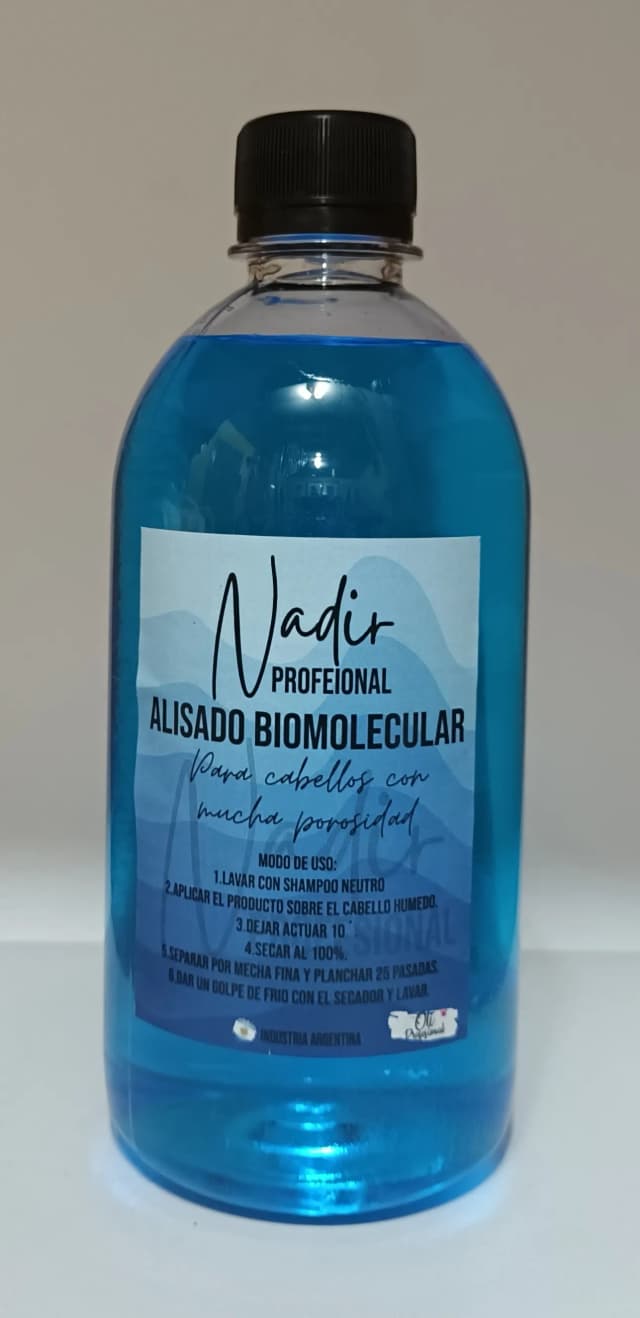 Nadir
PROFEIONAL
ALISADO BIOMOLECULAR
Para cabellos con
mucha porosidad
MODO DE USO:
1.LAVAR CON SHAMPOO NEUTRO
2.APLICAR EL PRODUCTO SOBRE EL CABELLO HUMEDO.
3.DEJAR ACTUAR 10 ´
4.SECAR AL 100%.
5.SEPARAR POR MECHA FINA Y PLANCHAR 25 PASADAS.
6.DAR UN GOLPE DE FRIO CON EL SECADOR Y LAVAR.
INDUSTRIA ARGENTINA
Oli
Profesional